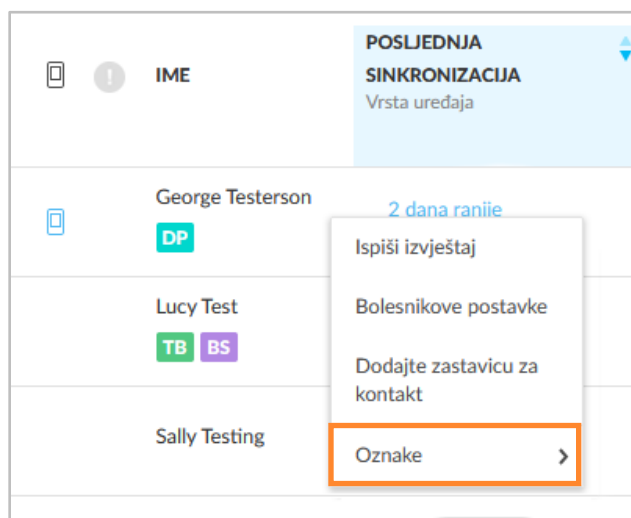 IME
POSLJEDNJA
SINKRONIZACIJA
Vrsta uređaja
George Testerson
DP
2 dana ranije
Ispiši izvještaj
Lucy Test
TB BS
Bolesnikove postavke
Dodajte zastavicu za
kontakt
Sally Testing
Oznake